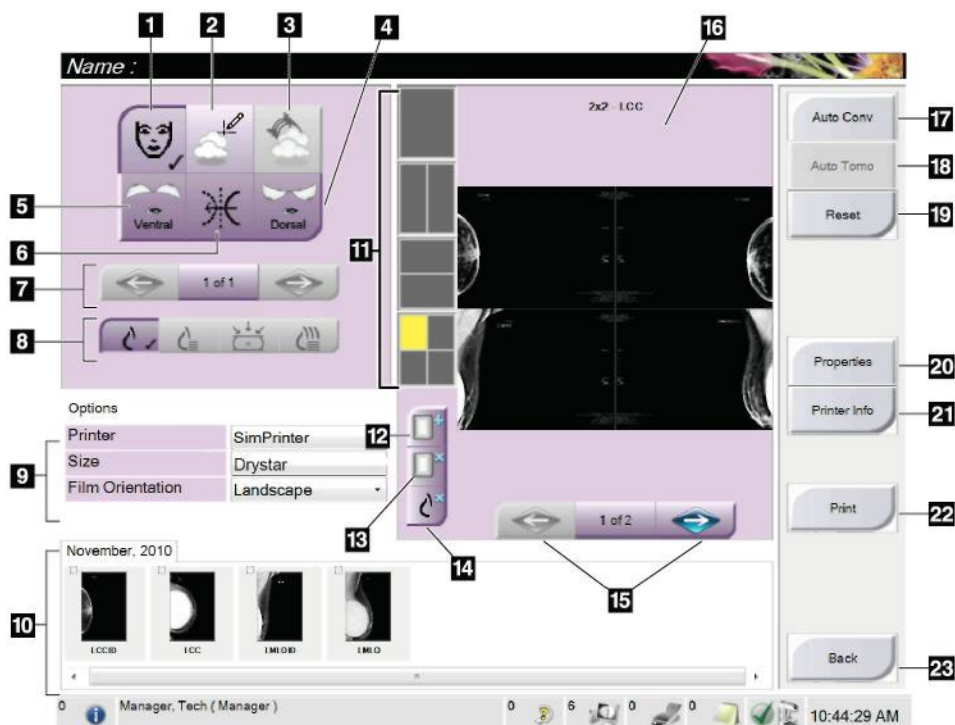 1
2
3
4
16
Name :
2x2 - LCC
Auto Conv
17
Auto Tomo
18
Reset
19
5
Ventral
Dorsal
6
11
7
1 of 1
8
Properties
20
Printer Info
21
Options
Printer
SimPrinter
12
Size
Drystar
9
Film Orientation
Landscape
13
Print
22
1 of 2
14
15
November, 2010
10
LCCID
LCC
LMLOID
LMLO
Back
23
0
Manager, Tech ( Manager )
0
6
0
0
10:44:29 AM